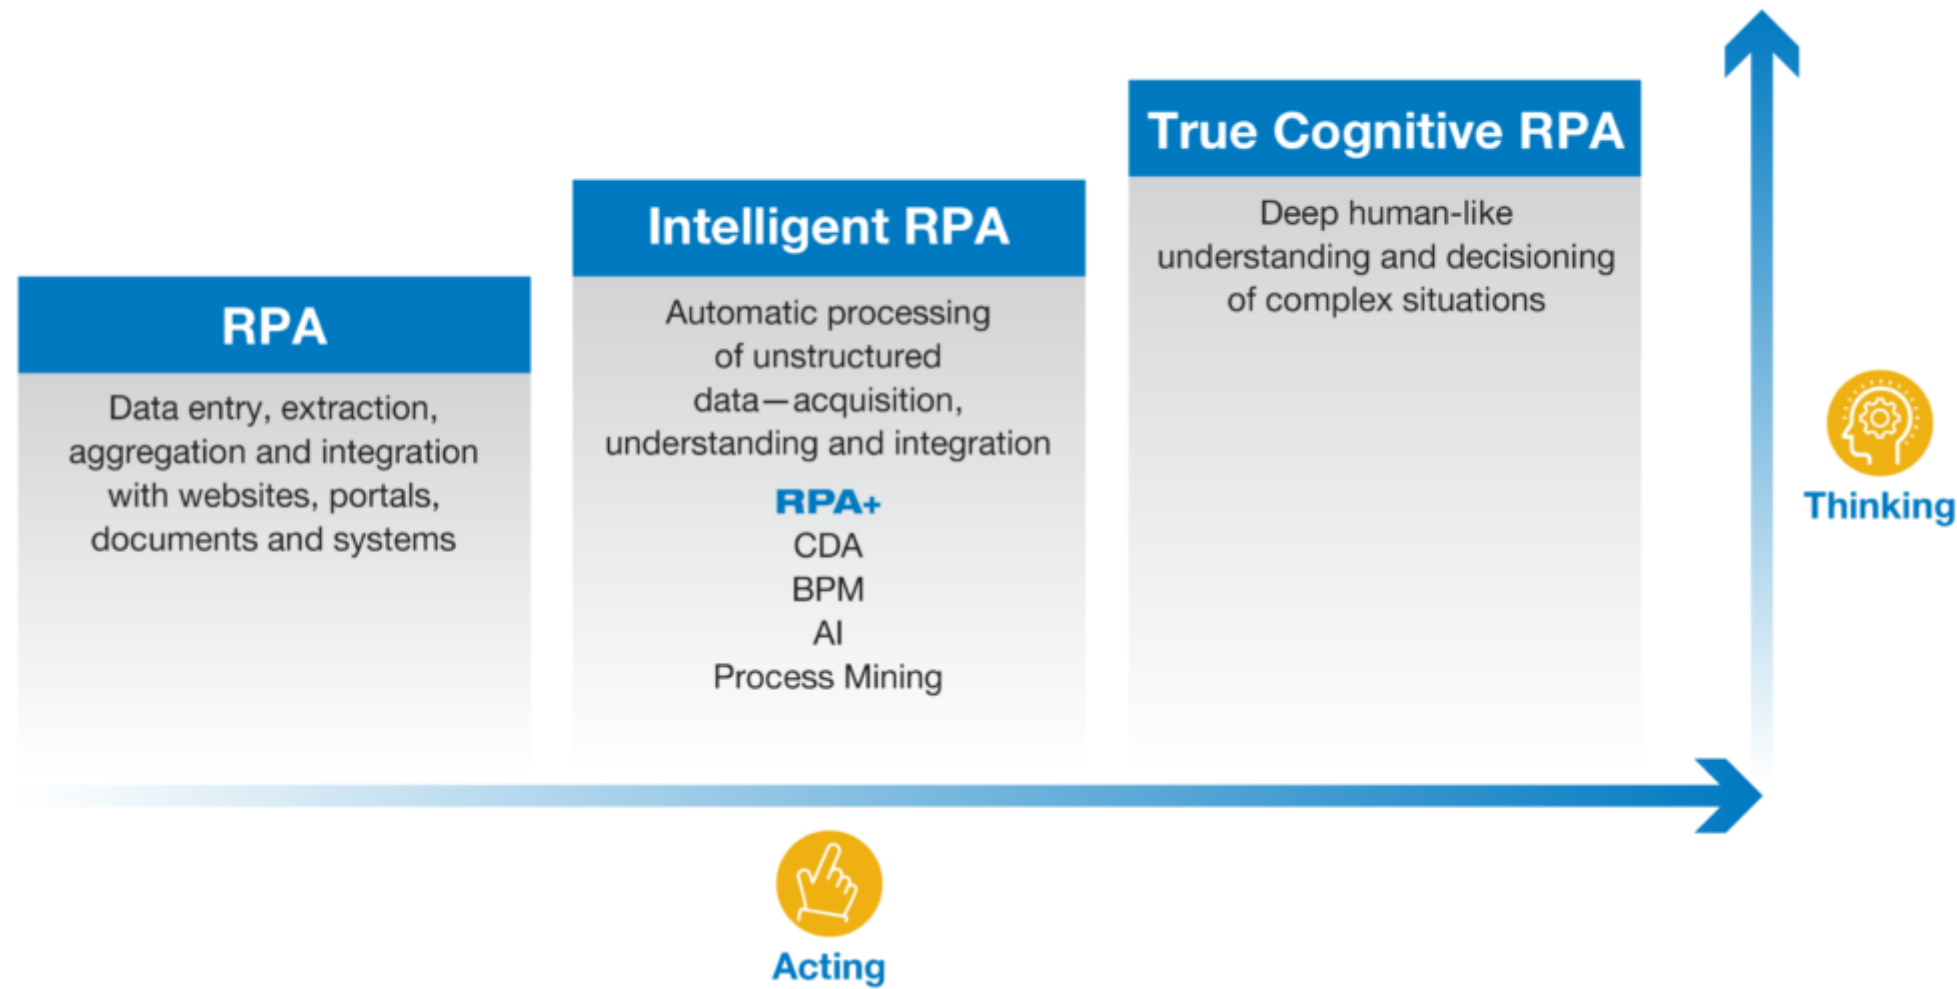 RPA
Data entry, extraction,
aggregation and integration
with websites, portals,
documents and systems
Intelligent RPA
Automatic processing
of unstructured
data—acquisition,
understanding and integration
RPA+
CDA
BPM
AI
Process Mining
True Cognitive RPA
Deep human-like
understanding and decisioning
of complex situations
Thinking
Acting